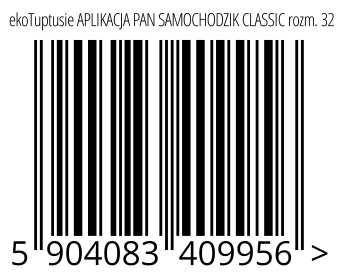 ekoTuptusie APLIKACJA PAN SAMOCHODZIK CLASSIC rozm. 32
5 904083 409956 >